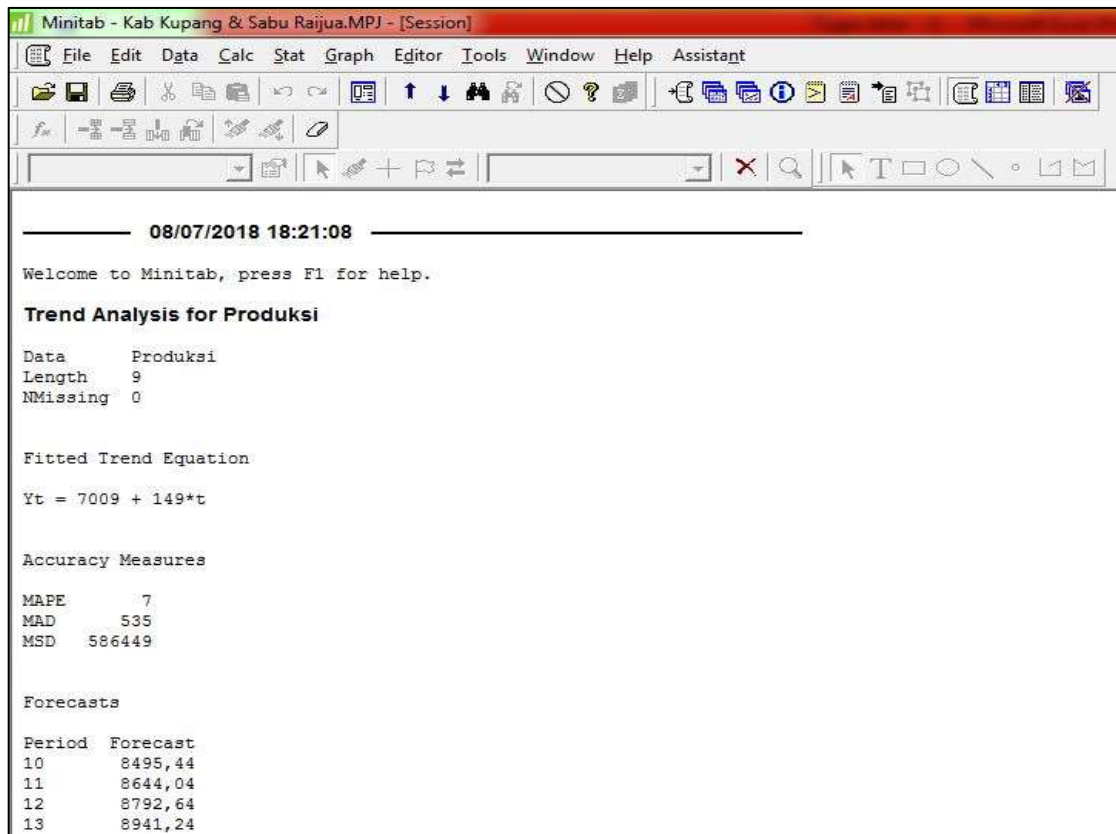 Minitab - Kab Kupang & Sabu Raijua.MPJ - [Session]
File Edit Data Calc Stat Graph Editor Tools Window Help Assistant
08/07/2018 18:21:08
Welcome to Minitab, press F1 for help.
Trend Analysis for Produksi
Data Produksi
Length 9
NMissing 0
Fitted Trend Equation
Yt = 7009 + 149*t
Accuracy Measures
MAPE 7
MAD 535
MSD 586449
Forecasts
Period Forecast
10 8495,44
11 8644,04
12 8792,64
13 8941,24